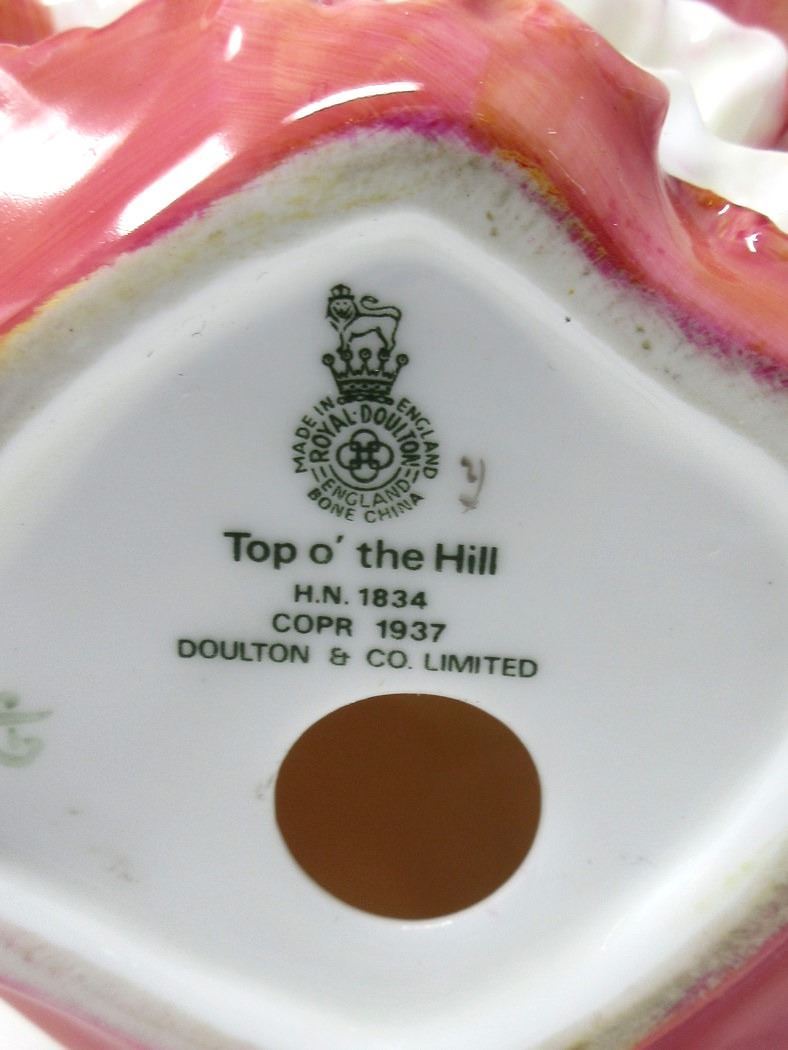 MADE IN ENGLAND
ROYAL·DOULTON
ENGLAND
BONE CHINA
Top o' the Hill
H.N. 1834
COPR 1937
DOULTON & CO. LIMITED